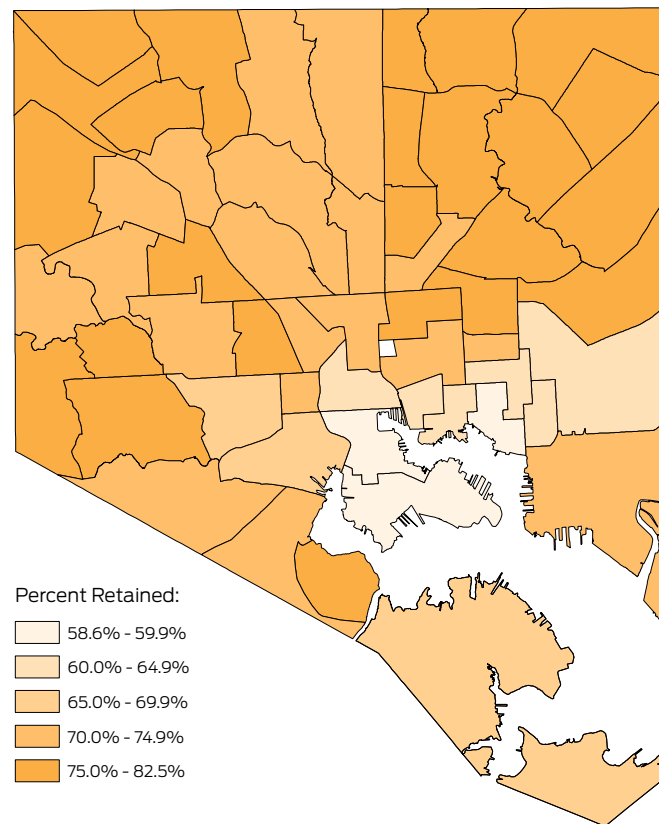 Percent Retained:
58.6% - 59.9%
60.0% - 64.9%
65.0% - 69.9%
70.0% - 74.9%
75.0% - 82.5%